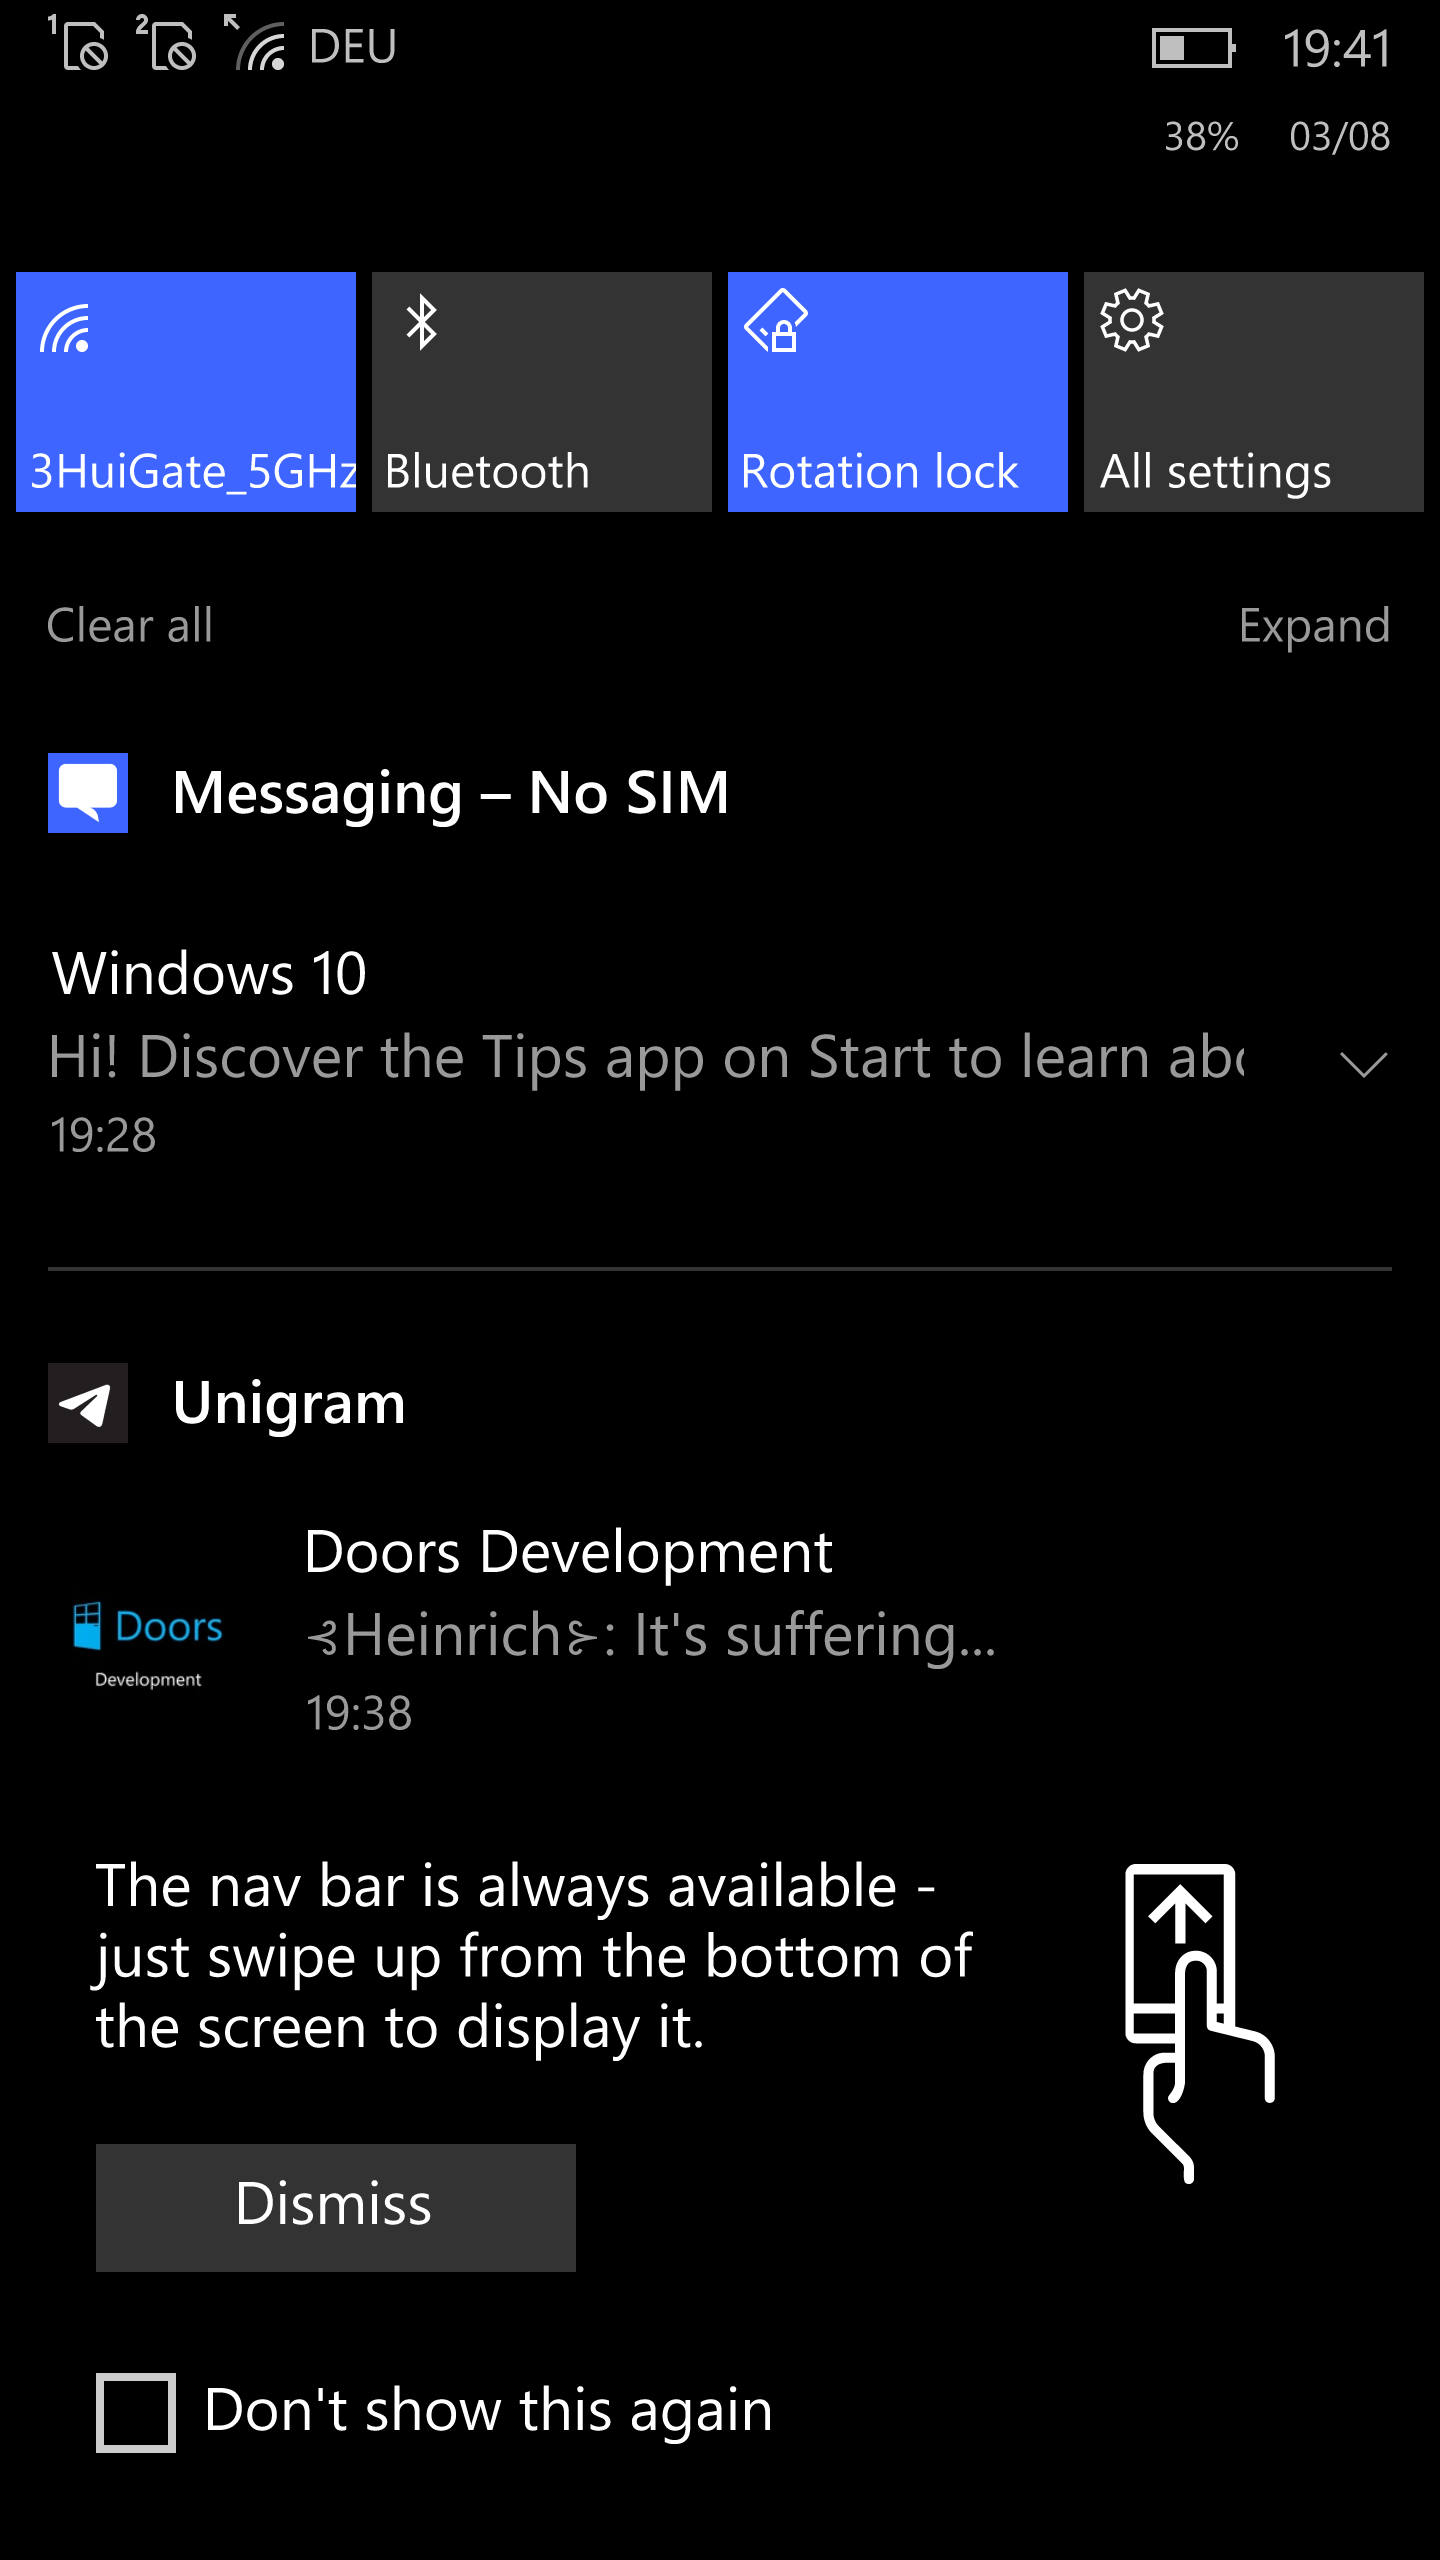 1 2 DEU 19:41
38% 03/08
3HuiGate_5GHz Bluetooth Rotation lock All settings
Clear all Expand
Messaging – No SIM
Windows 10
Hi! Discover the Tips app on Start to learn abo
19:28
Unigram
Doors Development
⊰Heinrich⊱: It's suffering...
19:38
Doors
Development
The nav bar is always available -
just swipe up from the bottom of
the screen to display it.
Dismiss
Don't show this again